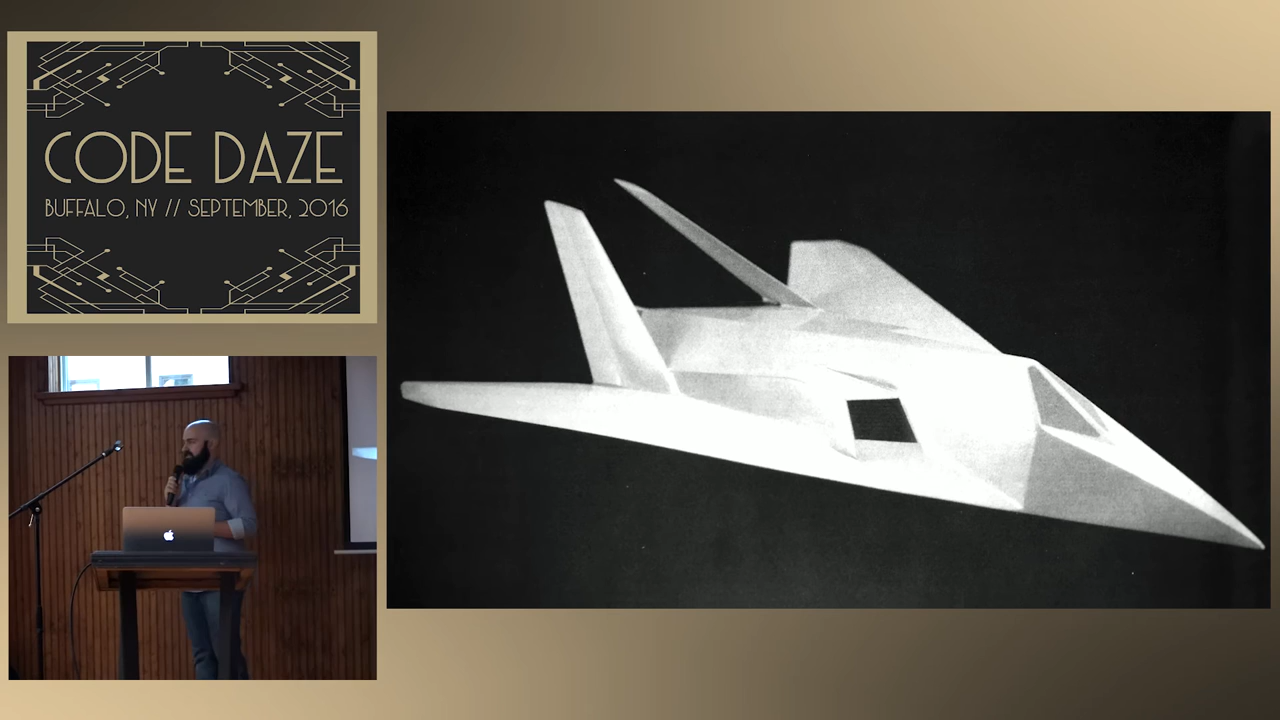 CODE DAZE
BUFFALO, NY // SEPTEMBER, 2016